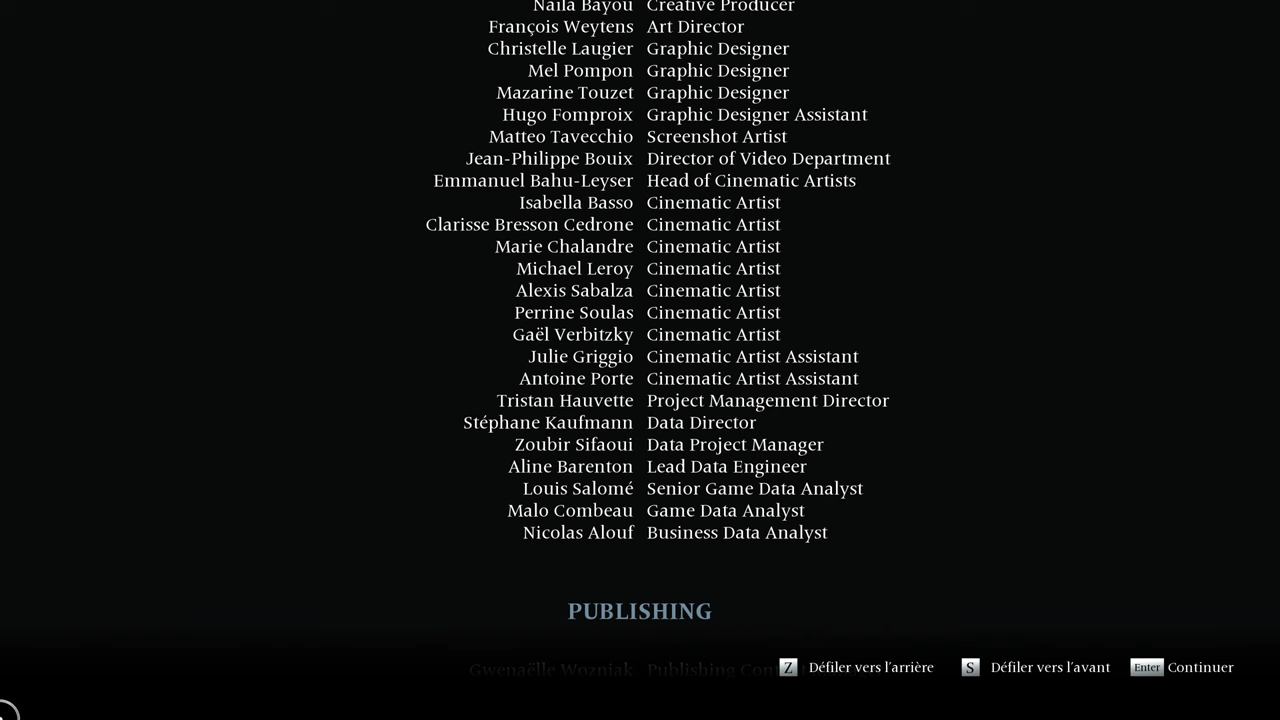 Naïla Bayou Creative Producer
François Weytens Art Director
Christelle Laugier Graphic Designer
Mel Pompon Graphic Designer
Mazarine Touzet Graphic Designer
Hugo Fomproix Graphic Designer Assistant
Matteo Tavecchio Screenshot Artist
Jean-Philippe Bouix Director of Video Department
Emmanuel Bahu-Leyser Head of Cinematic Artists
Isabella Basso Cinematic Artist
Clarisse Bresson Cedrone Cinematic Artist
Marie Chalandre Cinematic Artist
Michael Leroy Cinematic Artist
Alexis Sabalza Cinematic Artist
Perrine Soulas Cinematic Artist
Gaël Verbitzky Cinematic Artist
Julie Griggio Cinematic Artist Assistant
Antoine Porte Cinematic Artist Assistant
Tristan Hauvette Project Management Director
Stéphane Kaufmann Data Director
Zoubir Sifaoui Data Project Manager
Aline Barenton Lead Data Engineer
Louis Salomé Senior Game Data Analyst
Malo Combeau Game Data Analyst
Nicolas Alouf Business Data Analyst
PUBLISHING
Gwenaëlle Wozniak Publishing
Z Défiler vers l'arrière S Défiler vers l'avant Enter Continuer